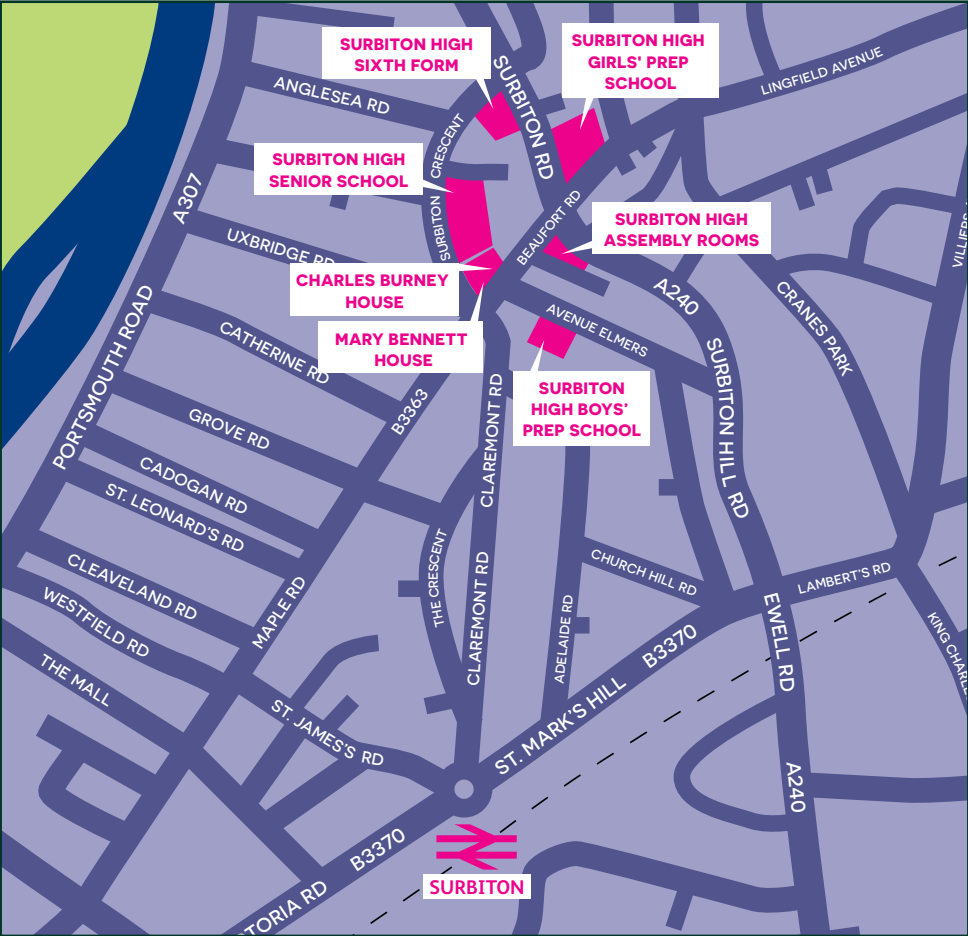 SURBITON HIGH
SIXTH FORM
SURBITON HIGH
GIRLS' PREP
SCHOOL
LINGFIELD AVENUE
SURBITON RD
ANGLESEA RD
CRESCENT
SURBITON
SURBITON HIGH
SENIOR SCHOOL
A307
BEAUFORT RD
SURBITON HIGH
ASSEMBLY ROOMS
UXBRIDGE RD
CHARLES BURNEY
HOUSE
A240
CRANES PARK
PORTSMOUTH ROAD
AVENUE ELMERS
CATHERINE RD
MARY BENNETT
HOUSE
SURBITON HILL RD
B3363
CLAREMONT RD
SURBITON
HIGH BOYS'
PREP SCHOOL
GROVE RD
CADOGAN RD
ST. LEONARD'S RD
THE CRESCENT
CHURCH HILL RD
LAMBERT'S RD
CLEAVELAND RD
WESTFIELD RD
MAPLE RD
CLAREMONT RD
ADELAIDE RD
EWELL RD
B3370
THE MALL
ST. JAMES'S RD
ST. MARK'S HILL
A240
B3370
SURBITON